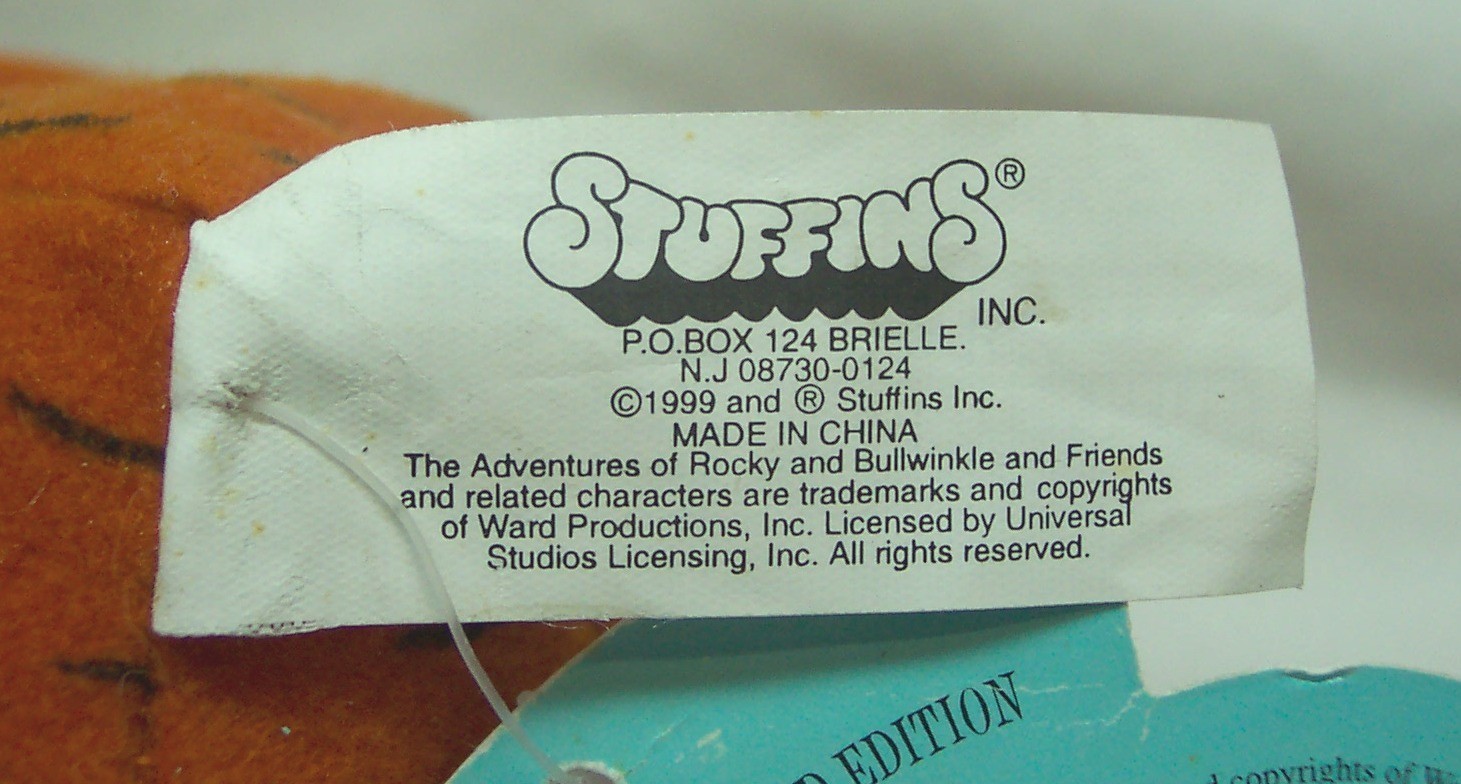 STUFFINS®
INC.
P.O.BOX 124 BRIELLE.
N.J 08730-0124
©1999 and ® Stuffins Inc.
MADE IN CHINA
The Adventures of Rocky and Bullwinkle and Friends
and related characters are trademarks and copyrights
of Ward Productions, Inc. Licensed by Universal
Studios Licensing, Inc. All rights reserved.
EDITION
copyrights of